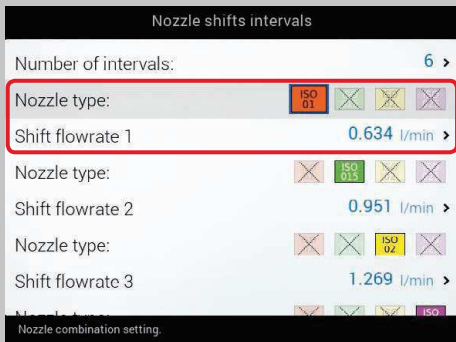 Nozzle shifts intervals
Number of intervals: 6 >
Nozzle type: ISO 01
Shift flowrate 1 0.634 l/min >
Nozzle type: ISO 015
Shift flowrate 2 0.951 l/min >
Nozzle type: ISO 02
Shift flowrate 3 1.269 l/min >
Nozzle type: ISO
Nozzle combination setting.